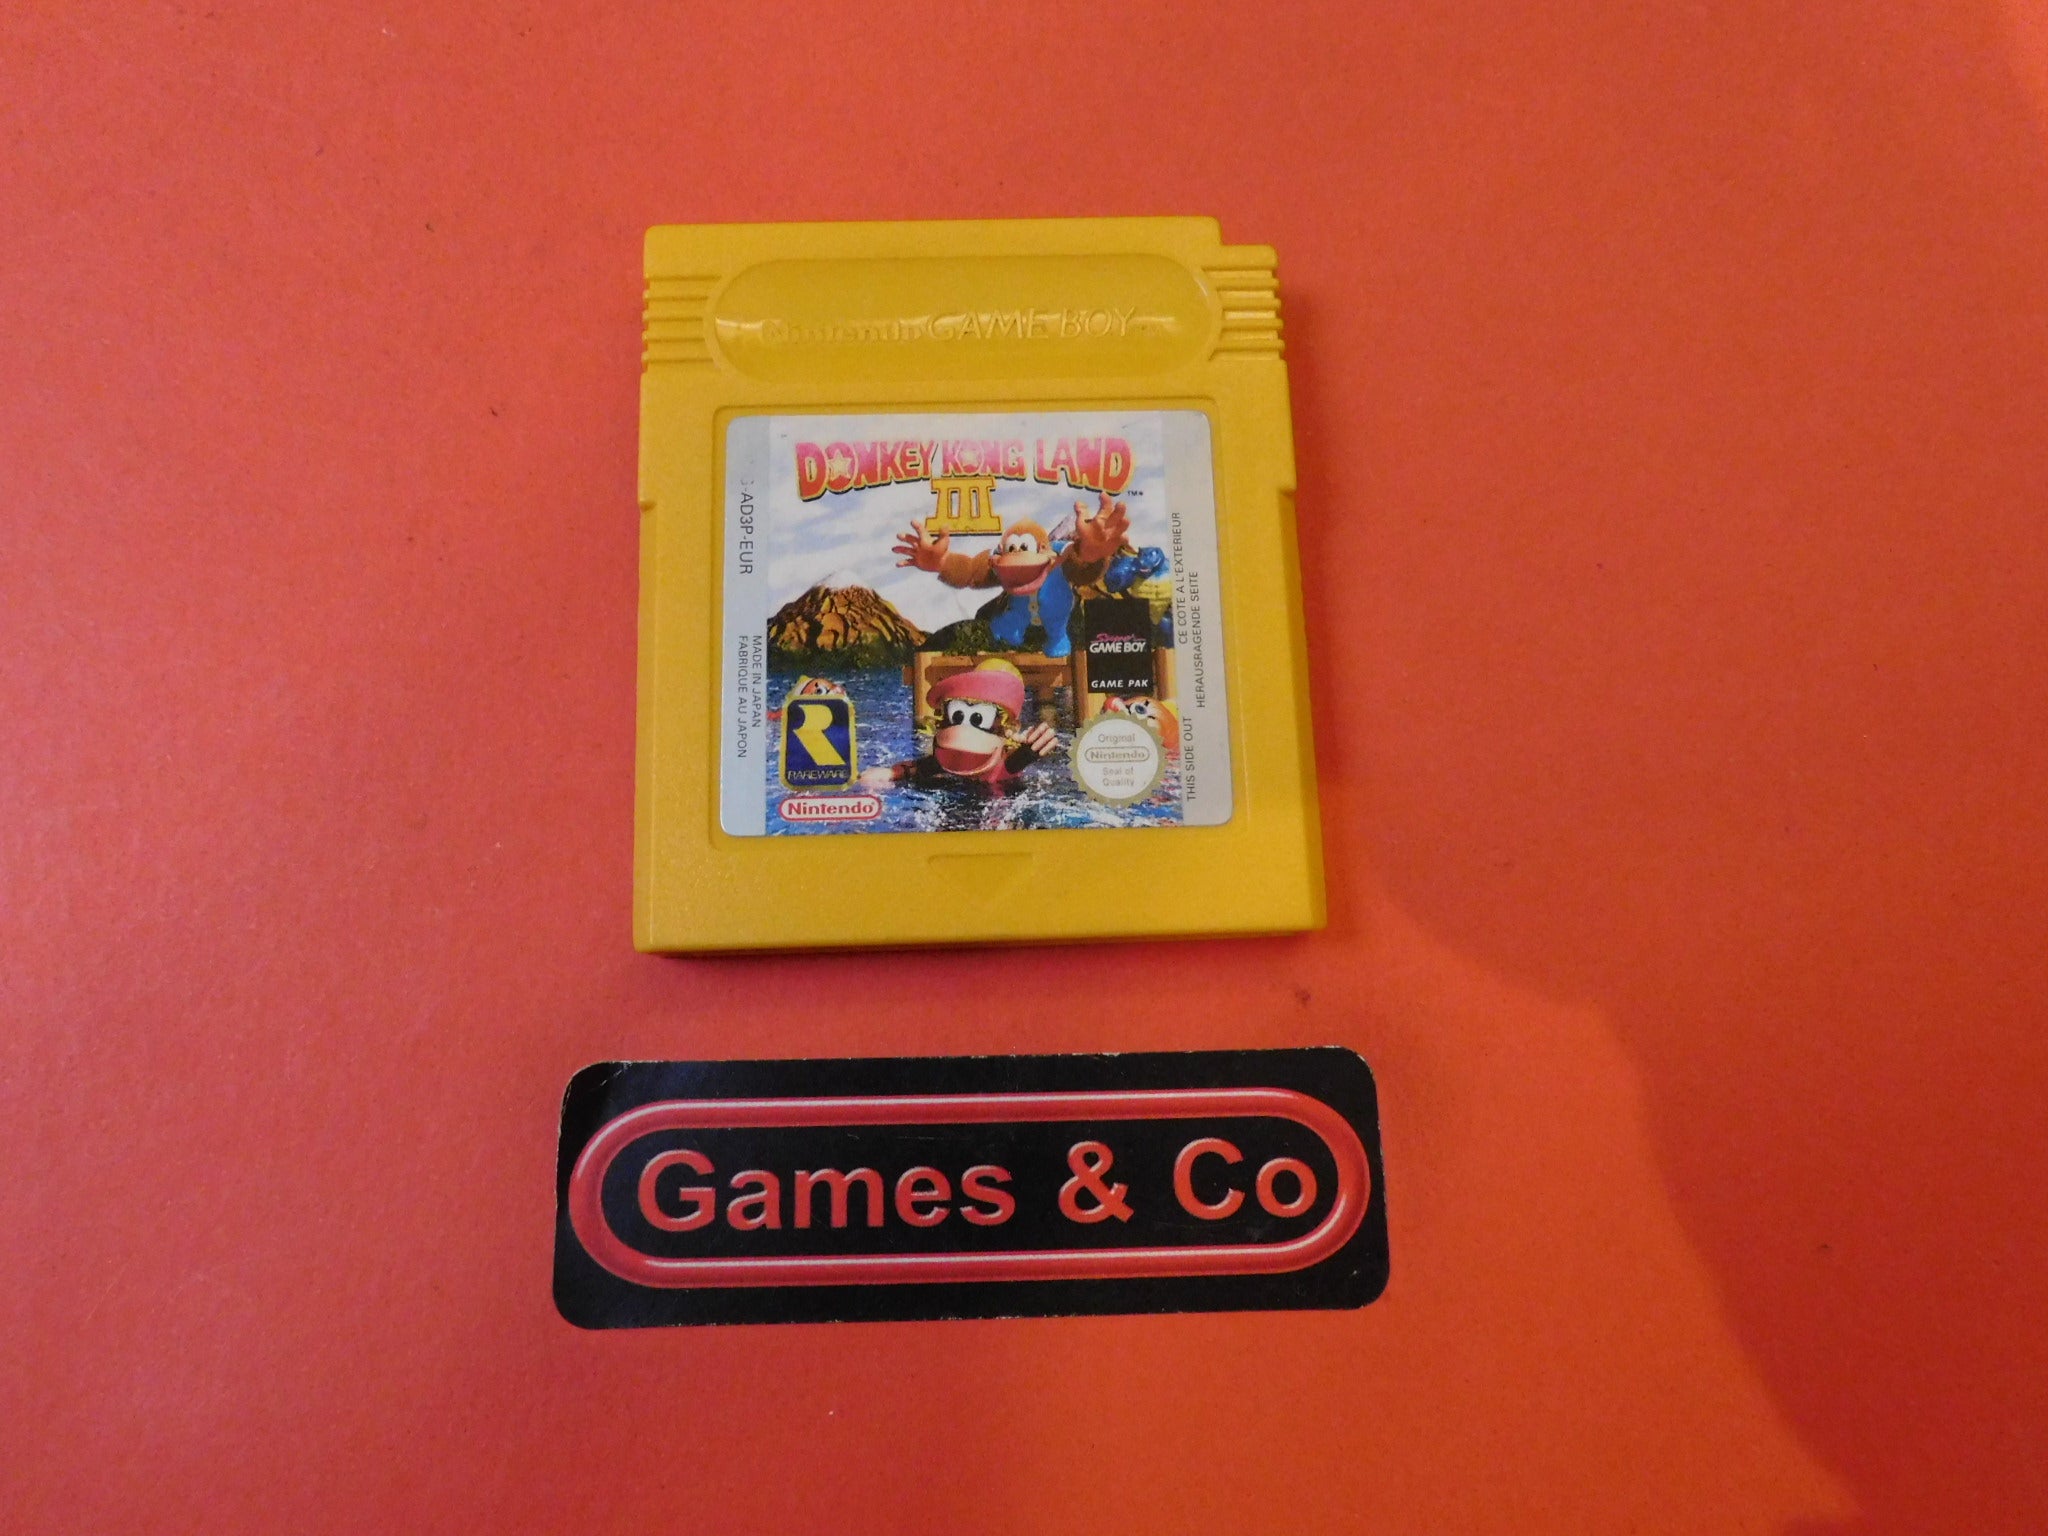 Nintendo GAME BOY
DONKEY KONG LAND
III
TM®
-AD3P-EUR
MADE IN JAPAN
FABRIQUE AU JAPON
CE COTE A L'EXTERIEUR
HERAUSRAGENDE SEITE
THIS SIDE OUT
Super
GAME BOY
GAME PAK
R
RAREWARE
Nintendo®
Original
Nintendo
Seal of
Quality
Games & Co